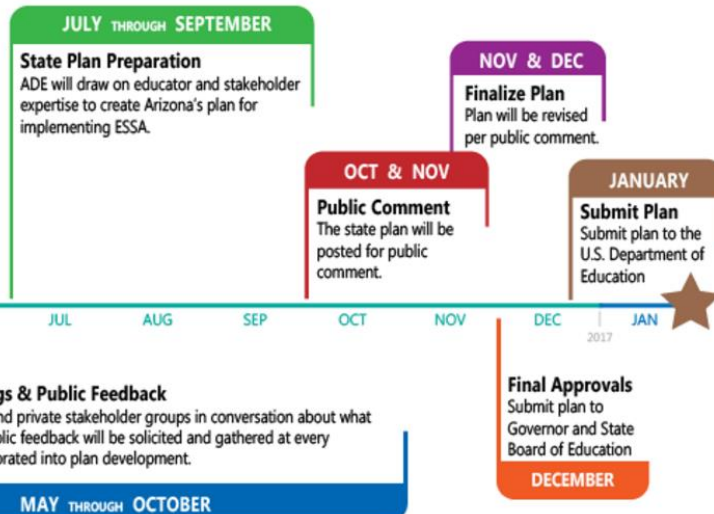 JULY THROUGH SEPTEMBER
State Plan Preparation
ADE will draw on educator and stakeholder
expertise to create Arizona's plan for
implementing ESSA.
NOV & DEC
Finalize Plan
Plan will be revised
per public comment.
OCT & NOV
Public Comment
The state plan will be
posted for public
comment.
JANUARY
Submit Plan
Submit plan to the
U.S. Department of
Education
JUL AUG SEP OCT NOV DEC JAN
2017
& Public Feedback
private stakeholder groups in conversation about what
feedback will be solicited and gathered at every
into plan development.
MAY THROUGH OCTOBER
Final Approvals
Submit plan to
Governor and State
Board of Education
DECEMBER